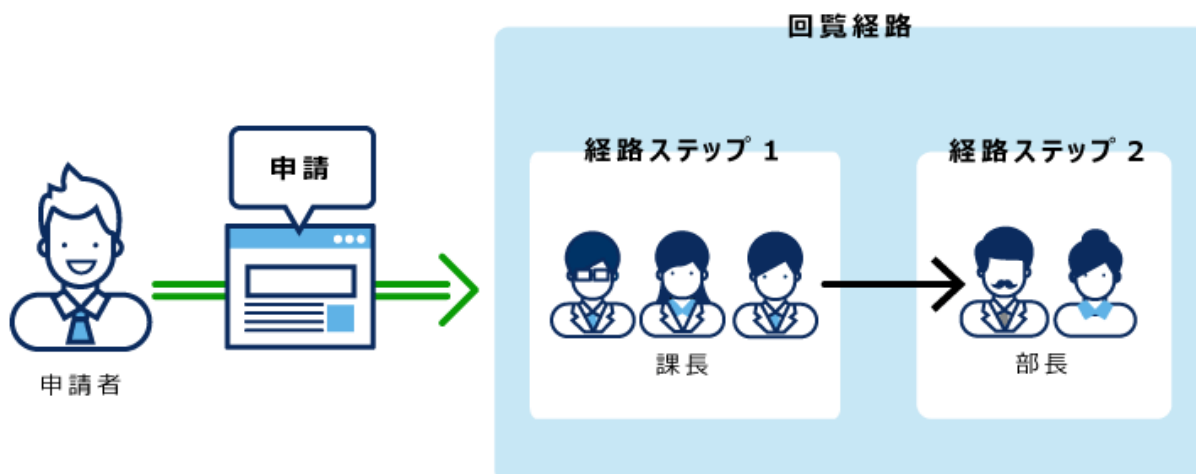 回覧経路
申請
経路ステップ 1
経路ステップ 2
申請者
課長
部長